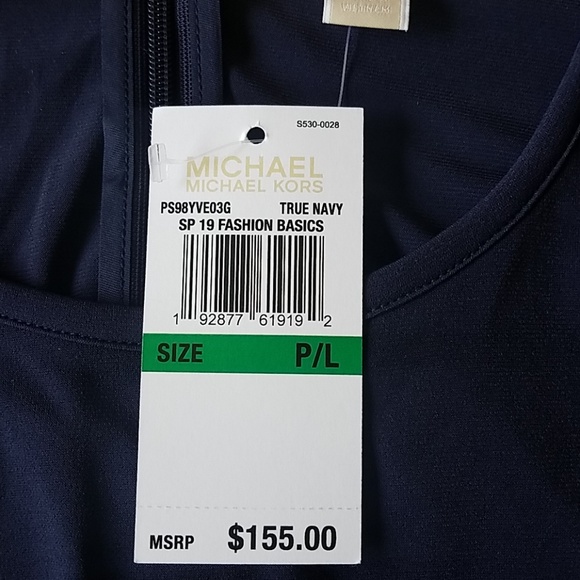 S530-0028
MICHAEL
MICHAEL KORS
PS98YVE03G TRUE NAVY
SP 19 FASHION BASICS
1 92877 61919 2
SIZE P/L
MSRP $155.00